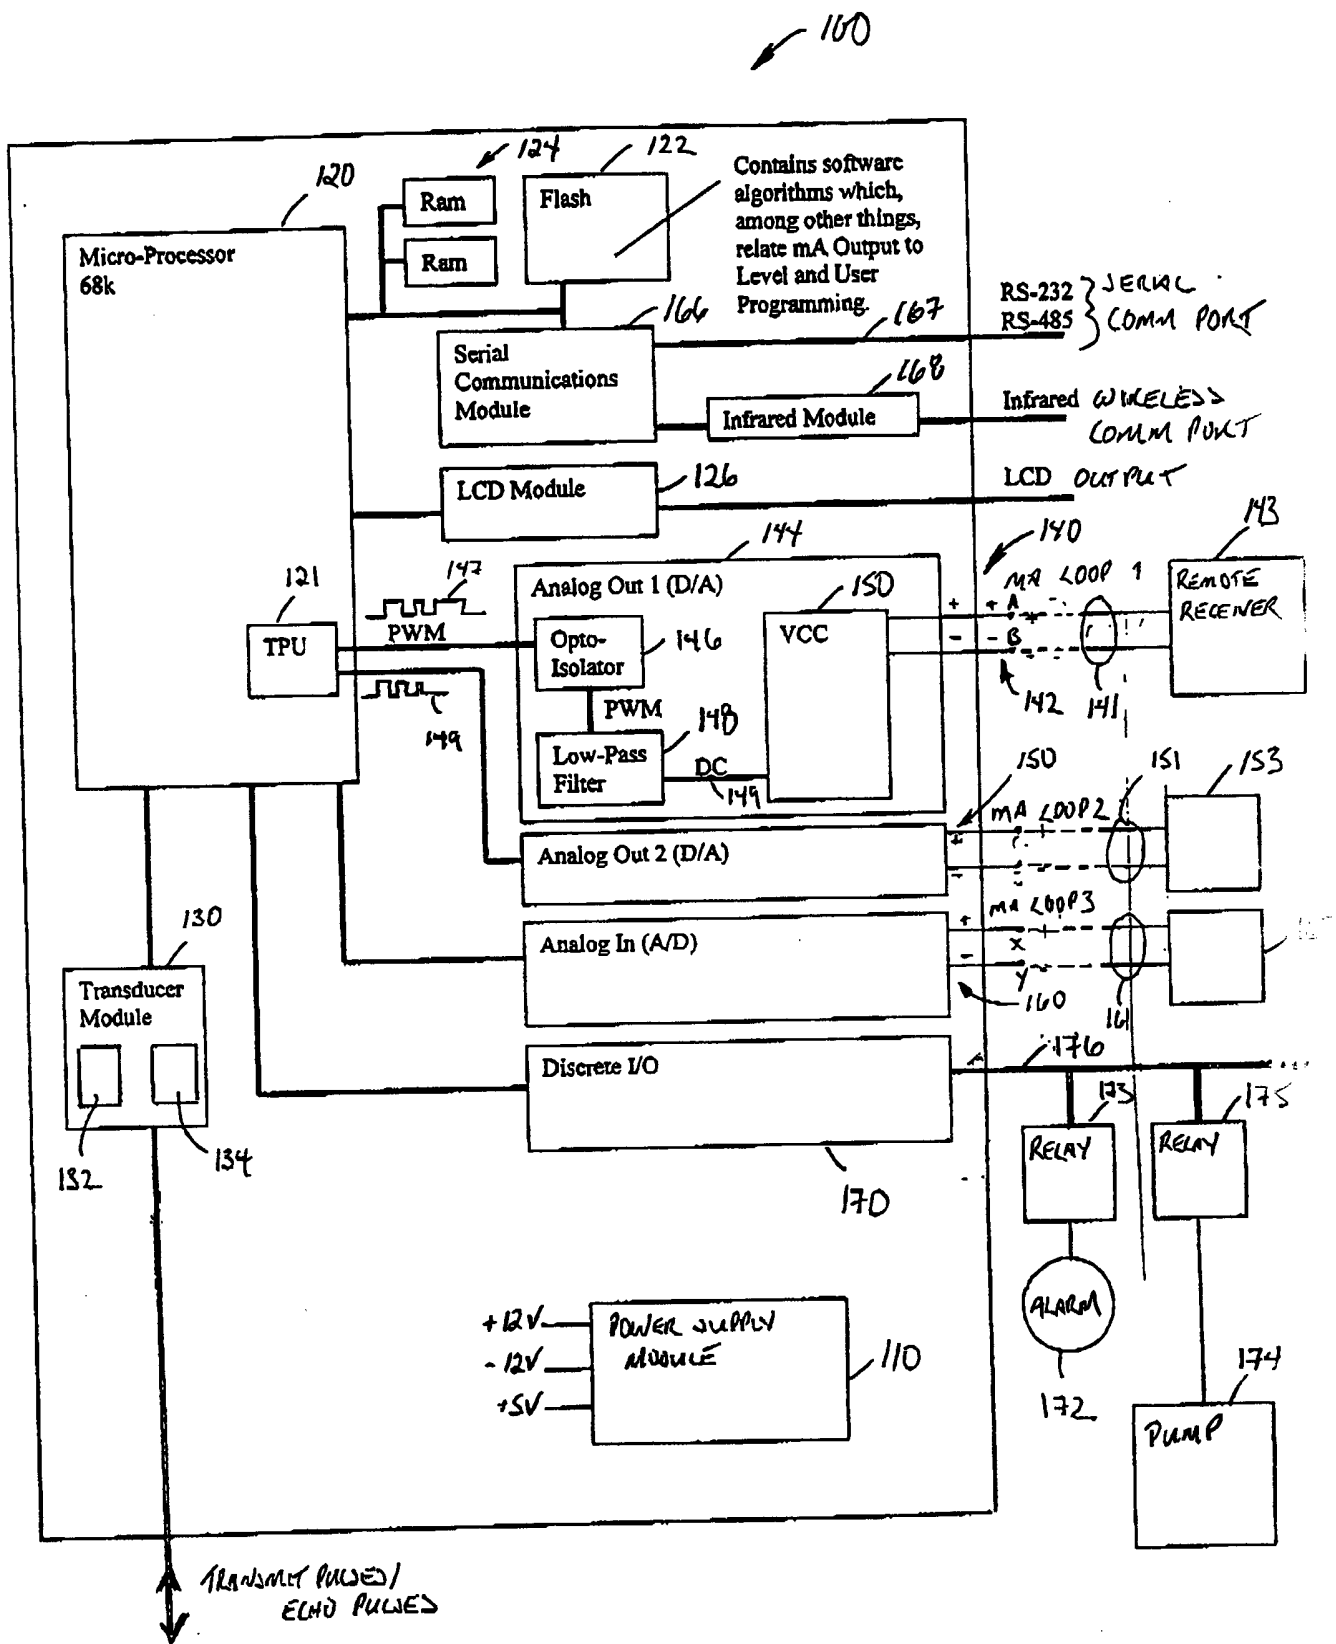 100
124
122
120
Ram
Flash
Contains software
algorithms which,
among other things,
relate mA Output to
Level and User
Programming.
Micro-Processor
68k
Ram
166
167
RS-232
RS-485
SERIAL
COMM PORT
Serial
Communications
Module
168
Infrared Module
Infrared WIRELESS
COMM PORT
LCD Module
126
LCD OUTPUT
144
140
143
121
147
Analog Out 1 (D/A)
150
MA LOOP 1
REMOTE
RECEIVER
TPU
PWM
Opto-
Isolator
146
VCC
+ + A
- - B
149
PWM
148
142
141
Low-Pass
Filter
DC
149
150
151
153
MA LOOP2
+
-
Analog Out 2 (D/A)
MA LOOP3
130
Analog In (A/D)
+
X
-
Y
160
161
Transducer
Module
Discrete I/O
176
173
175
132
134
RELAY
RELAY
170
+12V
-12V
+5V
POWER SUPPLY
MODULE
110
ALARM
172
174
PUMP
TRANSMIT PULSES/
ECHO PULSES